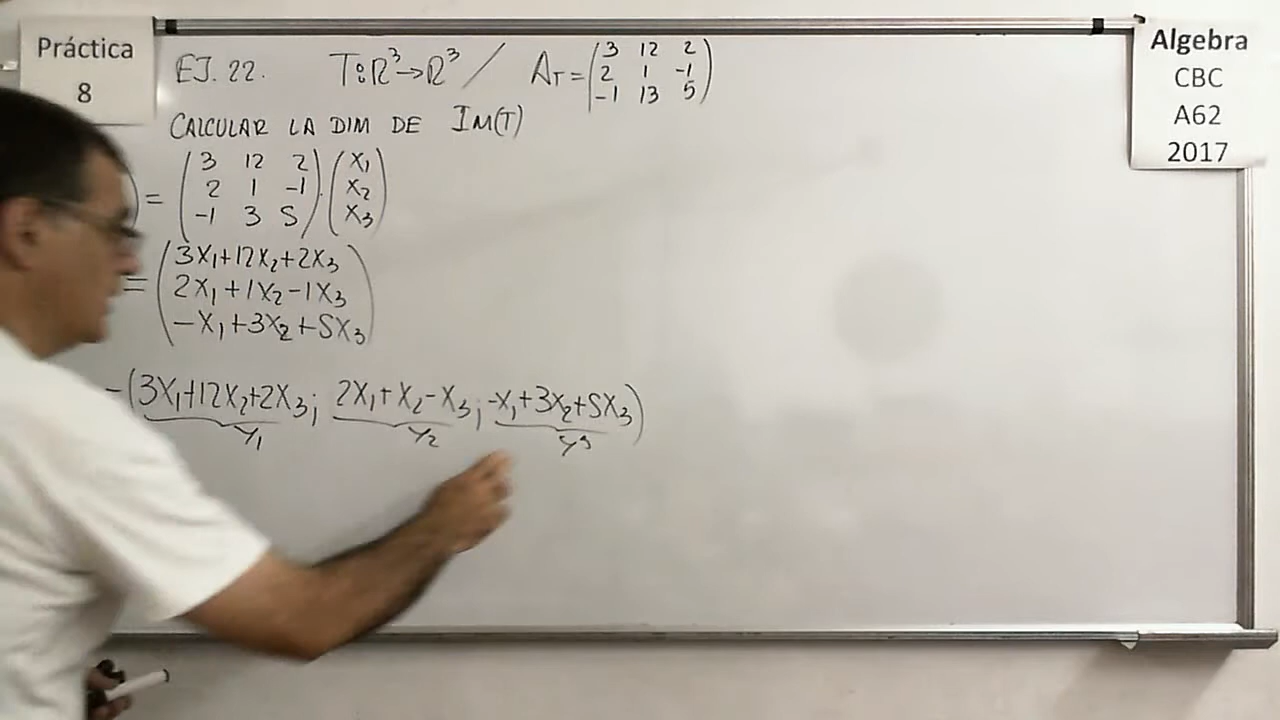 Práctica
8
EJ. 22. T:ℝ³→ℝ³ / A_T = (3 12 2
2 1 -1
-1 13 5)
CALCULAR LA DIM DE IM(T)
) = (3 12 2
2 1 -1
-1 3 5) · (X₁
X₂
X₃)
= (3X₁+12X₂+2X₃
2X₁+1X₂-1X₃
-X₁+3X₂+5X₃)
-(3X₁+12X₂+2X₃; 2X₁+X₂-X₃; -X₁+3X₂+5X₃)
Y₁ Y₂ Y₃
Algebra
CBC
A62
2017